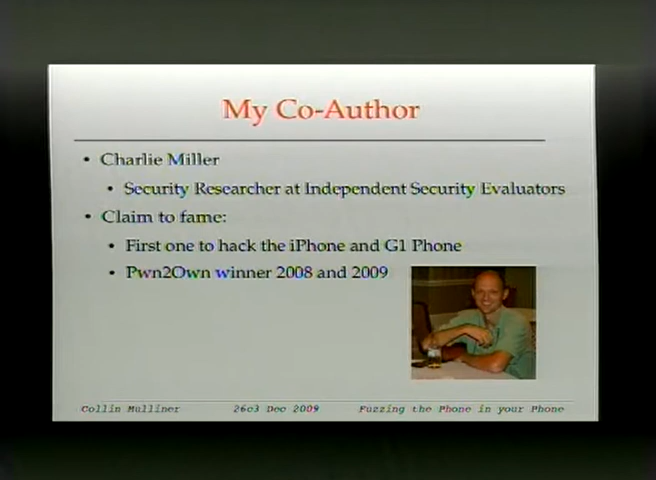 My Co-Author
• Charlie Miller
• Security Researcher at Independent Security Evaluators
• Claim to fame:
• First one to hack the iPhone and G1 Phone
• Pwn2Own winner 2008 and 2009
Collin Mulliner 26c3 Dec 2009 Fuzzing the Phone in your Phone